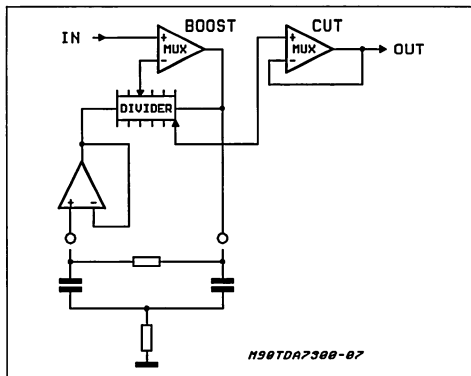 BOOST
CUT
IN
+
MUX
-
+
MUX
-
OUT
DIVIDER
+
-
M90TDA7300-07